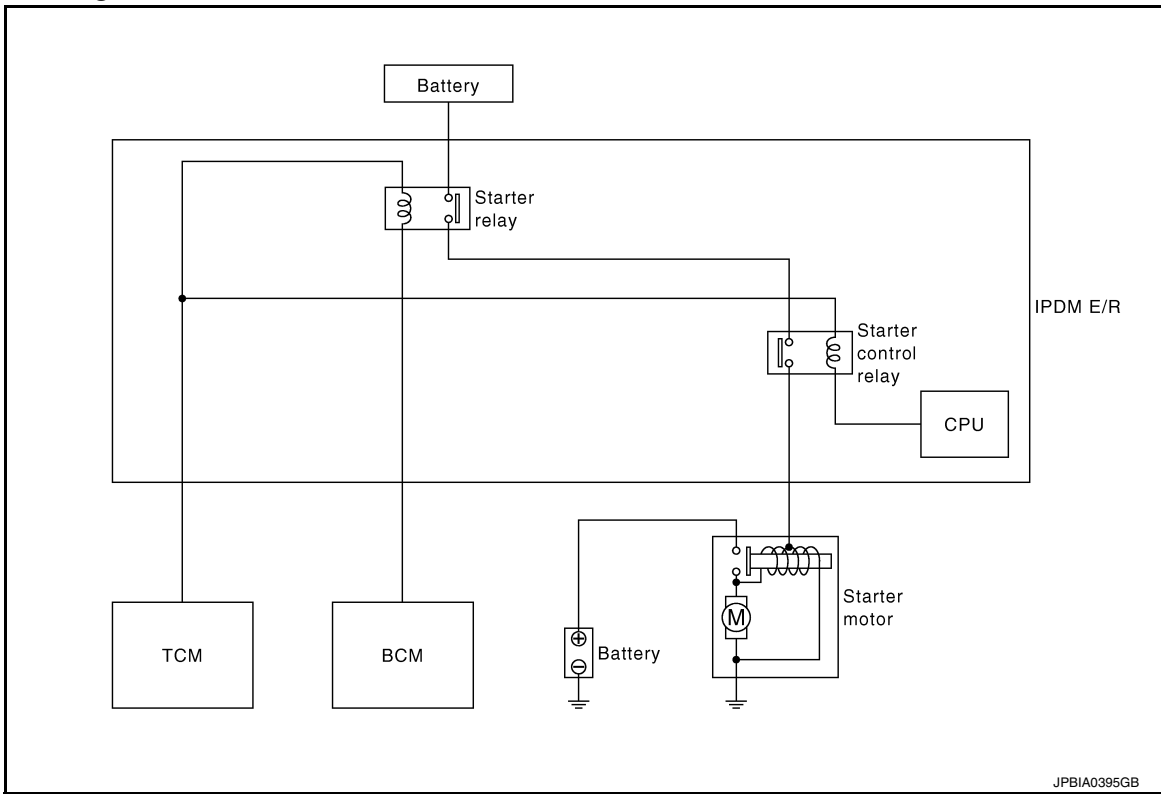 Battery
Starter
relay
IPDM E/R
Starter
control
relay
CPU
TCM
BCM
+
−
Battery
M
Starter
motor
JPBIA0395GB